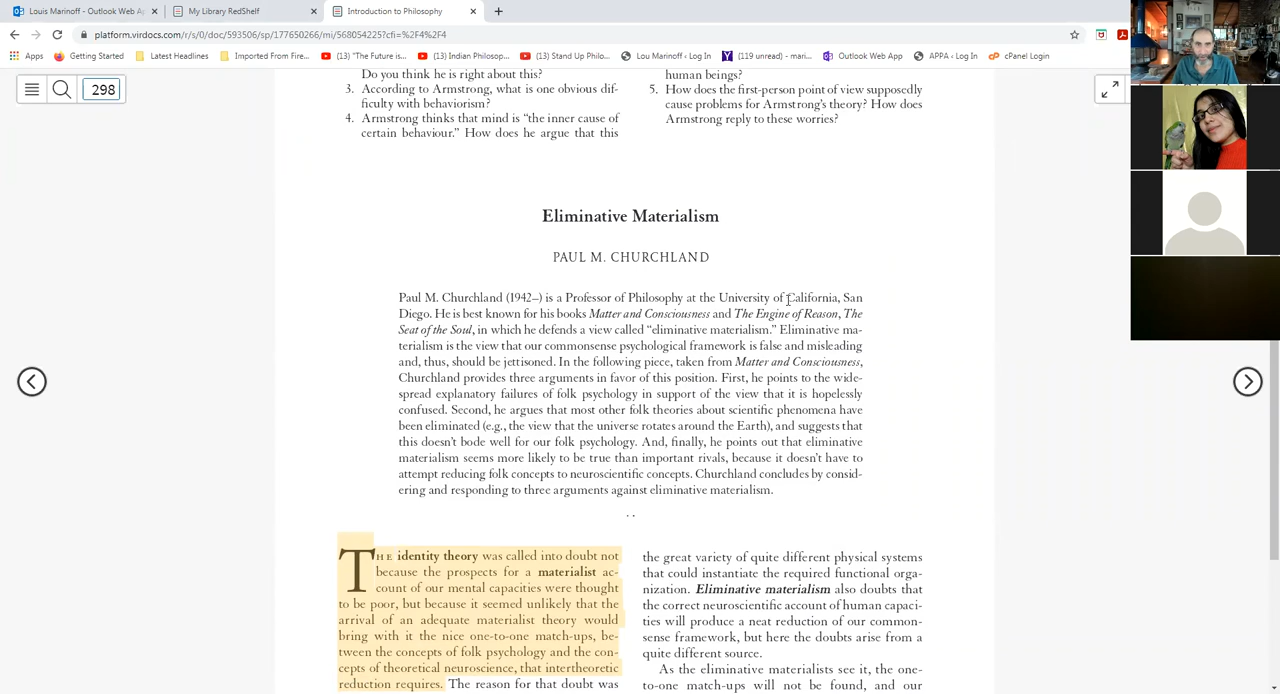 Louis Marinoff - Outlook Web Ap
My Library RedShelf
Introduction to Philosophy
platform.virdocs.com/r/s/0/doc/593506/sp/177650266/mi/568054225?cfi=%2F4%2F4
Apps
Getting Started
Latest Headlines
Imported From Fire...
(13) "The Future is...
(13) Indian Philosop...
(13) Stand Up Philo...
Lou Marinoff ‹ Log In
(119 unread) - mari...
Outlook Web App
APPA ‹ Log In
cPanel Login
298
Do you think he is right about this?
3. According to Armstrong, what is one obvious dif-
ficulty with behaviorism?
4. Armstrong thinks that mind is "the inner cause of
certain behaviour." How does he argue that this
human beings?
5. How does the first-person point of view supposedly
cause problems for Armstrong's theory? How does
Armstrong reply to these worries?
Eliminative Materialism
PAUL M. CHURCHLAND
Paul M. Churchland (1942–) is a Professor of Philosophy at the University of California, San
Diego. He is best known for his books Matter and Consciousness and The Engine of Reason, The
Seat of the Soul, in which he defends a view called "eliminative materialism." Eliminative ma-
terialism is the view that our commonsense psychological framework is false and misleading
and, thus, should be jettisoned. In the following piece, taken from Matter and Consciousness,
Churchland provides three arguments in favor of this position. First, he points to the wide-
spread explanatory failures of folk psychology in support of the view that it is hopelessly
confused. Second, he argues that most other folk theories about scientific phenomena have
been eliminated (e.g., the view that the universe rotates around the Earth), and suggests that
this doesn't bode well for our folk psychology. And, finally, he points out that eliminative
materialism seems more likely to be true than important rivals, because it doesn't have to
attempt reducing folk concepts to neuroscientific concepts. Churchland concludes by consid-
ering and responding to three arguments against eliminative materialism.
. .
THE identity theory was called into doubt not
because the prospects for a materialist ac-
count of our mental capacities were thought
to be poor, but because it seemed unlikely that the
arrival of an adequate materialist theory would
bring with it the nice one-to-one match-ups, be-
tween the concepts of folk psychology and the con-
cepts of theoretical neuroscience, that intertheoretic
reduction requires. The reason for that doubt was
the great variety of quite different physical systems
that could instantiate the required functional orga-
nization. Eliminative materialism also doubts that
the correct neuroscientific account of human capaci-
ties will produce a neat reduction of our common-
sense framework, but here the doubts arise from a
quite different source.
As the eliminative materialists see it, the one-
to-one match-ups will not be found, and our